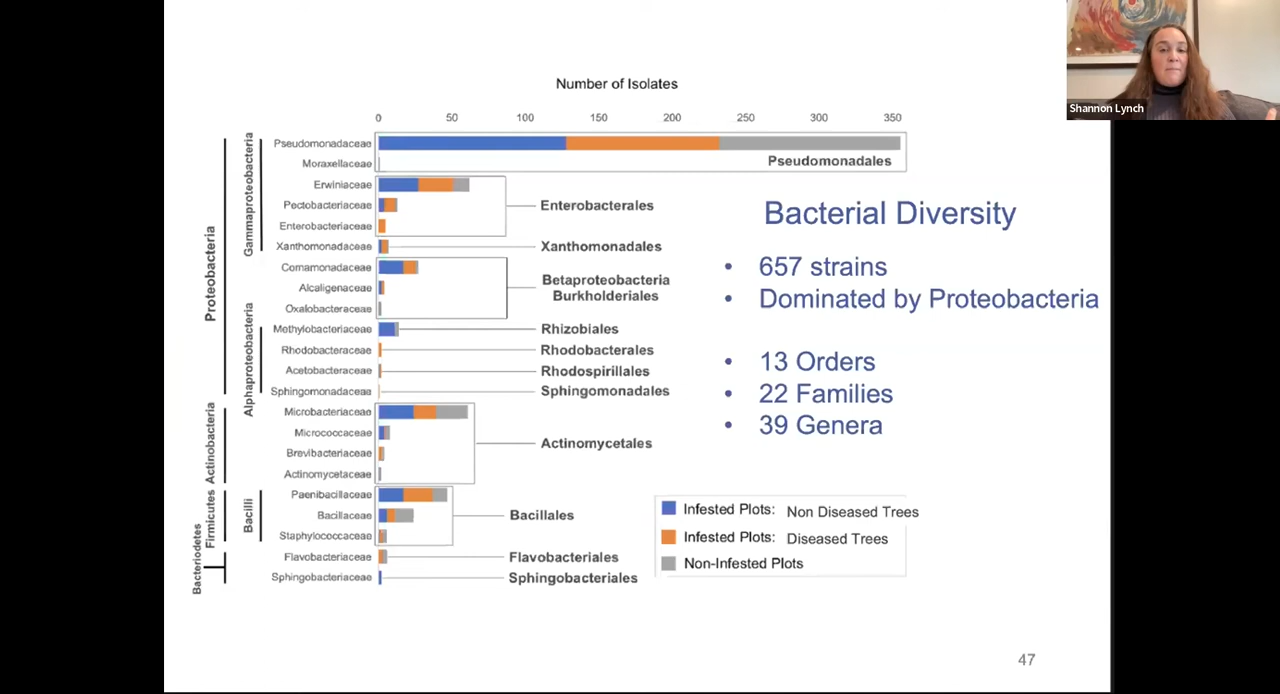 Shannon Lynch
Number of Isolates
0 50 100 150 200 250 300 350
Proteobacteria
Gammaproteobacteria
Pseudomonadaceae
Moraxellaceae
Pseudomonadales
Erwiniaceae
Pectobacteriaceae
Enterobacterales
Enterobacteriaceae
Xanthomonadaceae
Xanthomonadales
Comamonadaceae
Alcaligenaceae
Betaproteobacteria
Burkholderiales
Oxalobacteraceae
Alphaproteobacteria
Methylobacteriaceae
Rhizobiales
Rhodobacteraceae
Rhodobacterales
Acetobacteraceae
Rhodospirillales
Sphingomonadaceae
Sphingomonadales
Actinobacteria
Microbacteriaceae
Micrococcaceae
Actinomycetales
Brevibacteriaceae
Actinomycetaceae
Firmicutes
Bacilli
Paenibacillaceae
Bacillaceae
Bacillales
Staphylococcaceae
Bacteriodetes
Flavobacteriaceae
Flavobacteriales
Sphingobacteriaceae
Sphingobacteriales
Bacterial Diversity
• 657 strains
• Dominated by Proteobacteria
• 13 Orders
• 22 Families
• 39 Genera
Infested Plots: Non Diseased Trees
Infested Plots: Diseased Trees
Non-Infested Plots
47